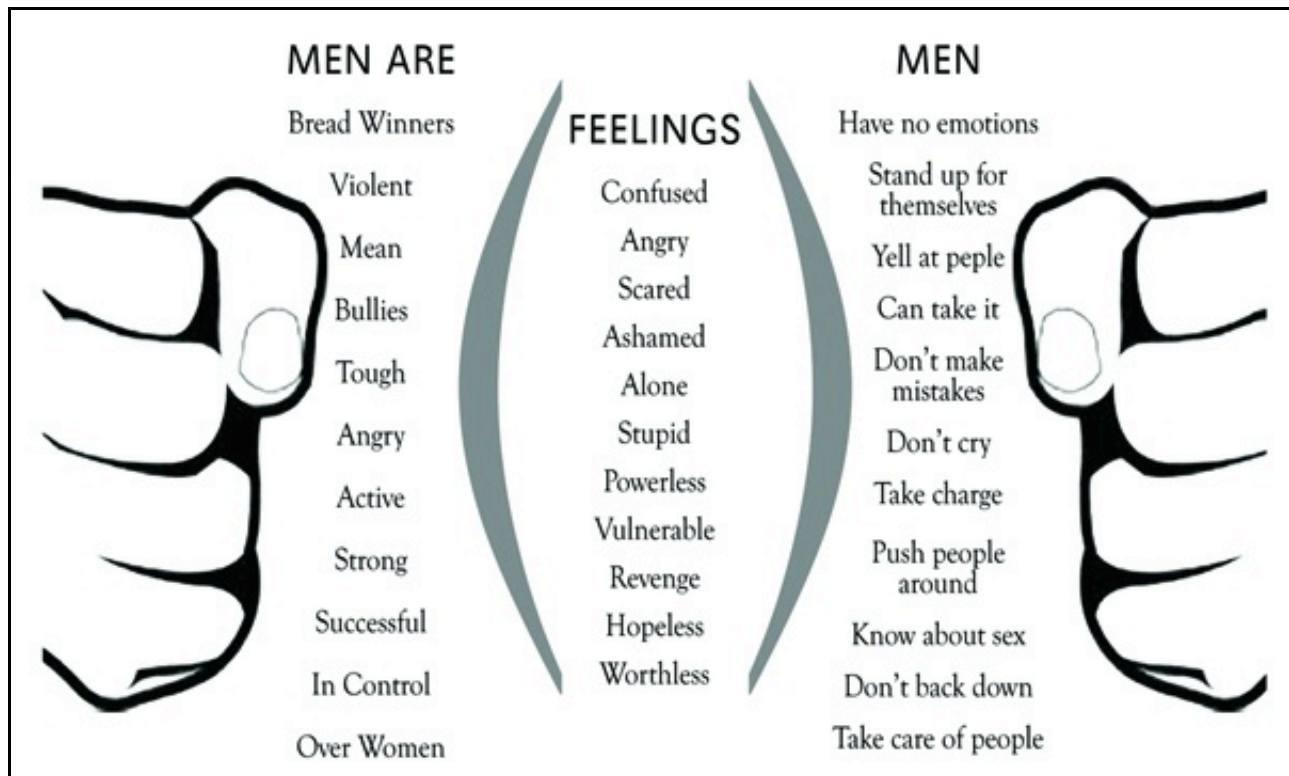 MEN ARE
Bread Winners
Violent
Mean
Bullies
Tough
Angry
Active
Strong
Successful
In Control
Over Women
FEELINGS
Confused
Angry
Scared
Ashamed
Alone
Stupid
Powerless
Vulnerable
Revenge
Hopeless
Worthless
MEN
Have no emotions
Stand up for
themselves
Yell at peple
Can take it
Don't make
mistakes
Don't cry
Take charge
Push people
around
Know about sex
Don't back down
Take care of people